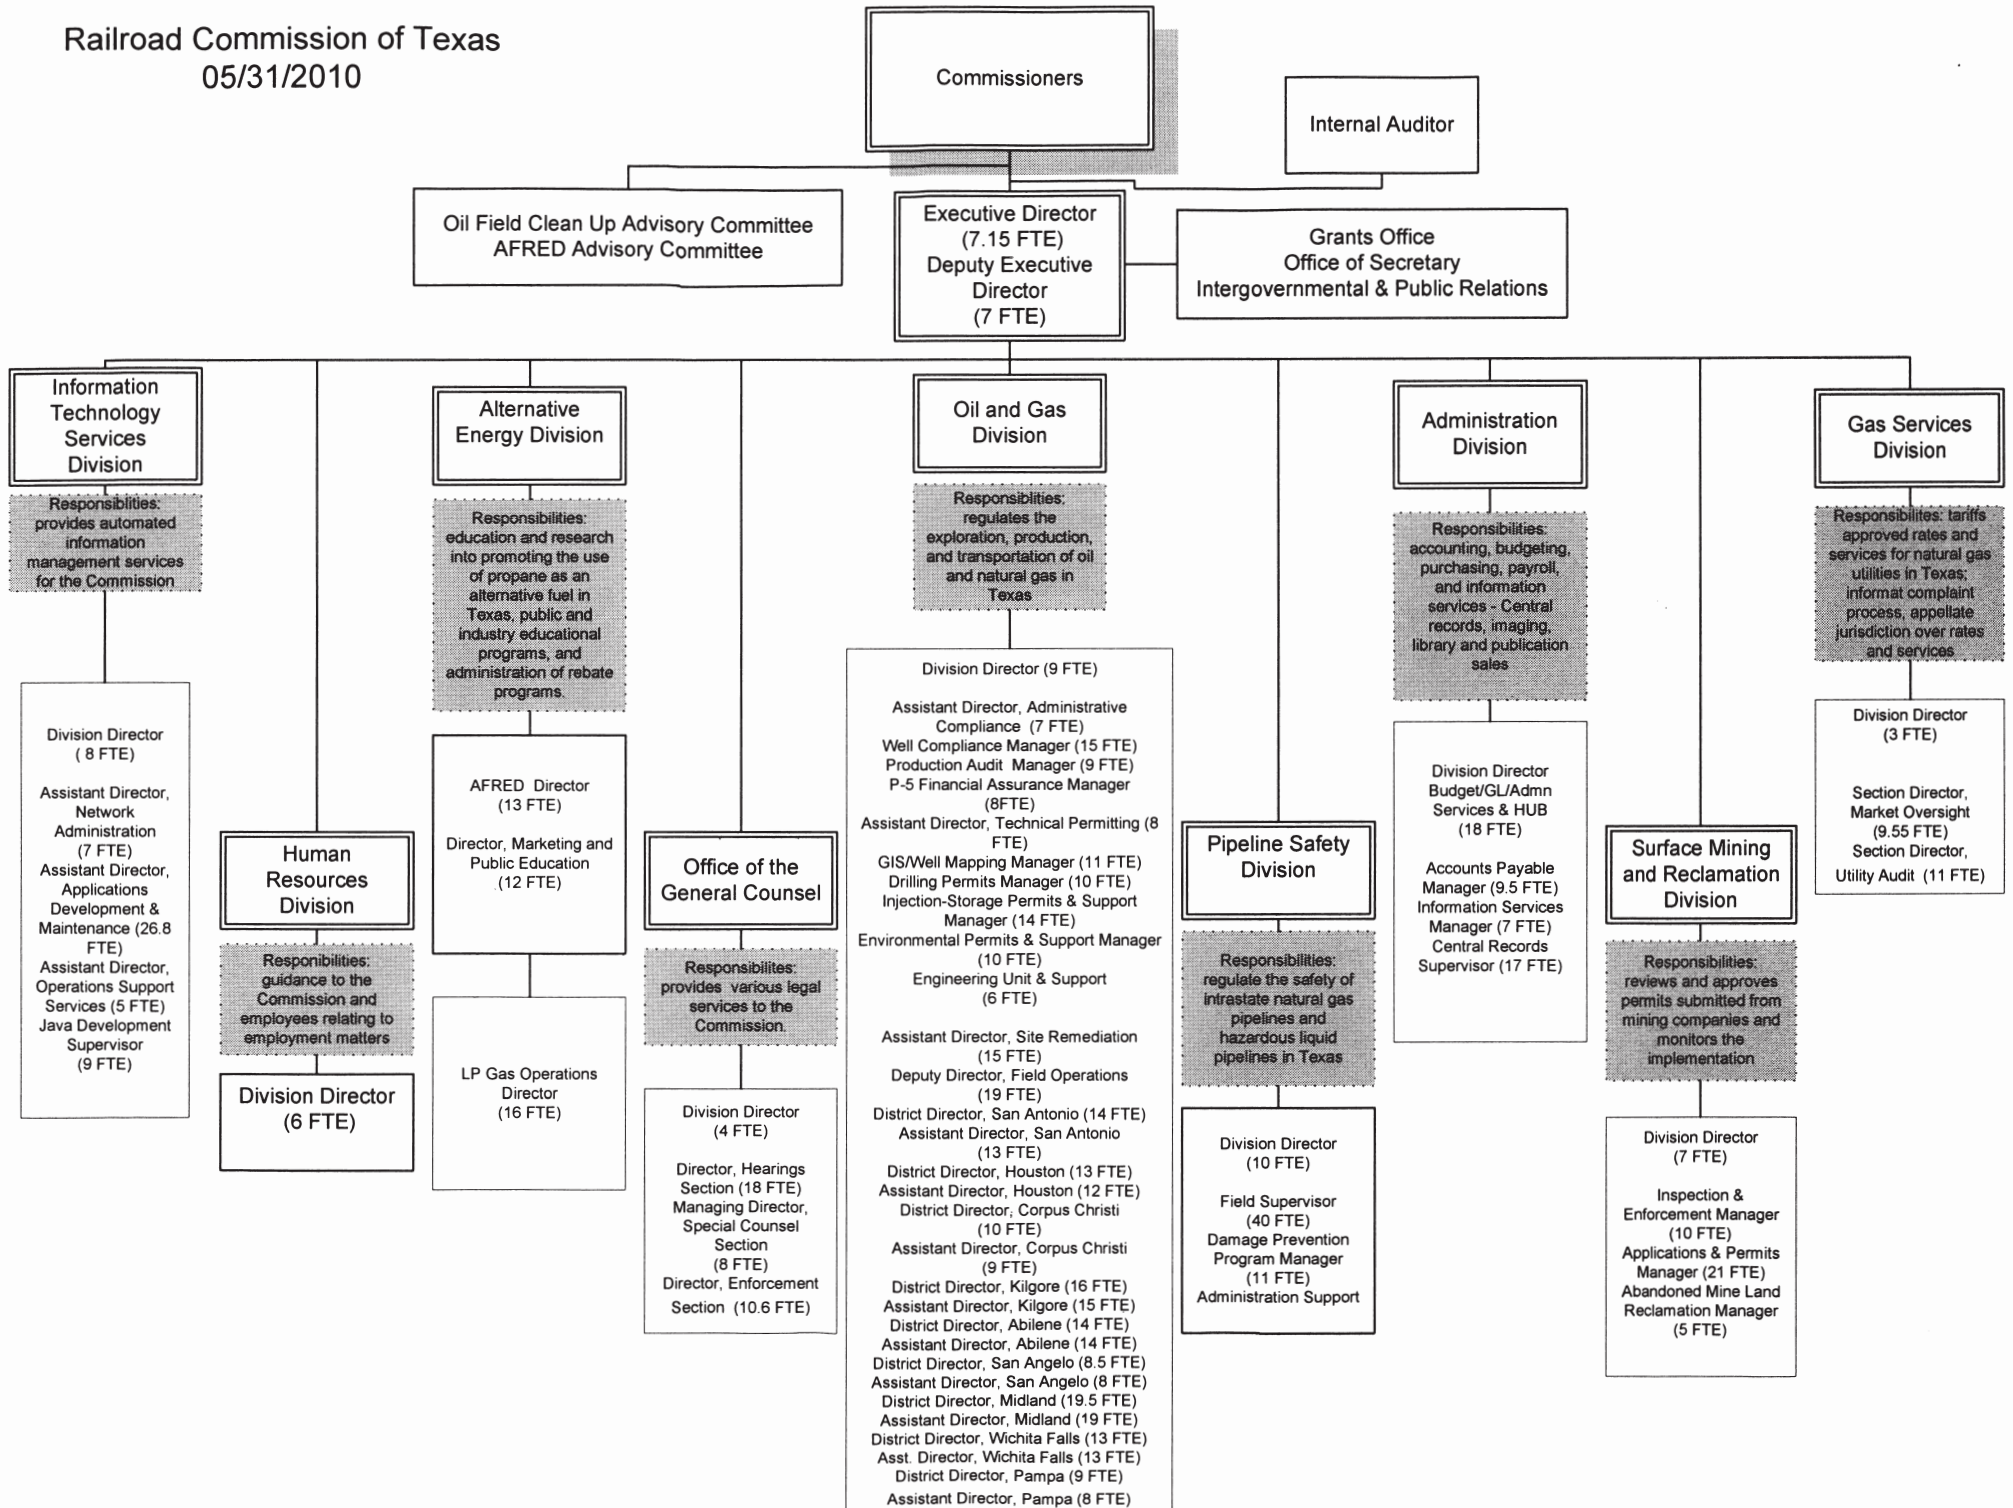 Railroad Commission of Texas
05/31/2010
Commissioners
Internal Auditor
Oil Field Clean Up Advisory Committee
AFRED Advisory Committee
Executive Director
(7.15 FTE)
Deputy Executive
Director
(7 FTE)
Grants Office
Office of Secretary
Intergovernmental & Public Relations
Information
Technology
Services
Division
Responsiblities:
provides automated
information
management services
for the Commission
Division Director
( 8 FTE)
Assistant Director,
Network
Administration
(7 FTE)
Assistant Director,
Applications
Development &
Maintenance (26.8
FTE)
Assistant Director,
Operations Support
Services (5 FTE)
Java Development
Supervisor
(9 FTE)
Human
Resources
Division
Responibilities:
guidance to the
Commission and
employees relating to
employment matters
Division Director
(6 FTE)
Alternative
Energy Division
Responsibilities:
education and research
into promoting the use
of propane as an
alternative fuel in
Texas, public and
industry educational
programs, and
administration of rebate
programs.
AFRED Director
(13 FTE)
Director, Marketing and
Public Education
(12 FTE)
LP Gas Operations
Director
(16 FTE)
Office of the
General Counsel
Responsibilites:
provides various legal
services to the
Commission.
Division Director
(4 FTE)
Director, Hearings
Section (18 FTE)
Managing Director,
Special Counsel
Section
(8 FTE)
Director, Enforcement
Section (10.6 FTE)
Oil and Gas
Division
Responsiblities:
regulates the
exploration, production,
and transportation of oil
and natural gas in
Texas
Division Director (9 FTE)
Assistant Director, Administrative
Compliance (7 FTE)
Well Compliance Manager (15 FTE)
Production Audit Manager (9 FTE)
P-5 Financial Assurance Manager
(8FTE)
Assistant Director, Technical Permitting (8
FTE)
GIS/Well Mapping Manager (11 FTE)
Drilling Permits Manager (10 FTE)
Injection-Storage Permits & Support
Manager (14 FTE)
Environmental Permits & Support Manager
(10 FTE)
Engineering Unit & Support
(6 FTE)
Assistant Director, Site Remediation
(15 FTE)
Deputy Director, Field Operations
(19 FTE)
District Director, San Antonio (14 FTE)
Assistant Director, San Antonio
(13 FTE)
District Director, Houston (13 FTE)
Assistant Director, Houston (12 FTE)
District Director, Corpus Christi
(10 FTE)
Assistant Director, Corpus Christi
(9 FTE)
District Director, Kilgore (16 FTE)
Assistant Director, Kilgore (15 FTE)
District Director, Abilene (14 FTE)
Assistant Director, Abilene (14 FTE)
District Director, San Angelo (8.5 FTE)
Assistant Director, San Angelo (8 FTE)
District Director, Midland (19.5 FTE)
Assistant Director, Midland (19 FTE)
District Director, Wichita Falls (13 FTE)
Asst. Director, Wichita Falls (13 FTE)
District Director, Pampa (9 FTE)
Assistant Director, Pampa (8 FTE)
Pipeline Safety
Division
Responsibilities:
regulate the safety of
intrastate natural gas
pipelines and
hazardous liquid
pipelines in Texas
Division Director
(10 FTE)
Field Supervisor
(40 FTE)
Damage Prevention
Program Manager
(11 FTE)
Administration Support
Administration
Division
Responsibilities:
accounting, budgeting,
purchasing, payroll,
and information
services - Central
records, imaging,
library and publication
sales
Division Director
Budget/GL/Admn
Services & HUB
(18 FTE)
Accounts Payable
Manager (9.5 FTE)
Information Services
Manager (7 FTE)
Central Records
Supervisor (17 FTE)
Surface Mining
and Reclamation
Division
Responsibilities:
reviews and approves
permits submitted from
mining companies and
monitors the
implementation
Division Director
(7 FTE)
Inspection &
Enforcement Manager
(10 FTE)
Applications & Permits
Manager (21 FTE)
Abandoned Mine Land
Reclamation Manager
(5 FTE)
Gas Services
Division
Responsibilites: tariffs
approved rates and
services for natural gas
utilities in Texas;
informat complaint
process, appellate
jurisdiction over rates
and services
Division Director
(3 FTE)
Section Director,
Market Oversight
(9.55 FTE)
Section Director,
Utility Audit (11 FTE)